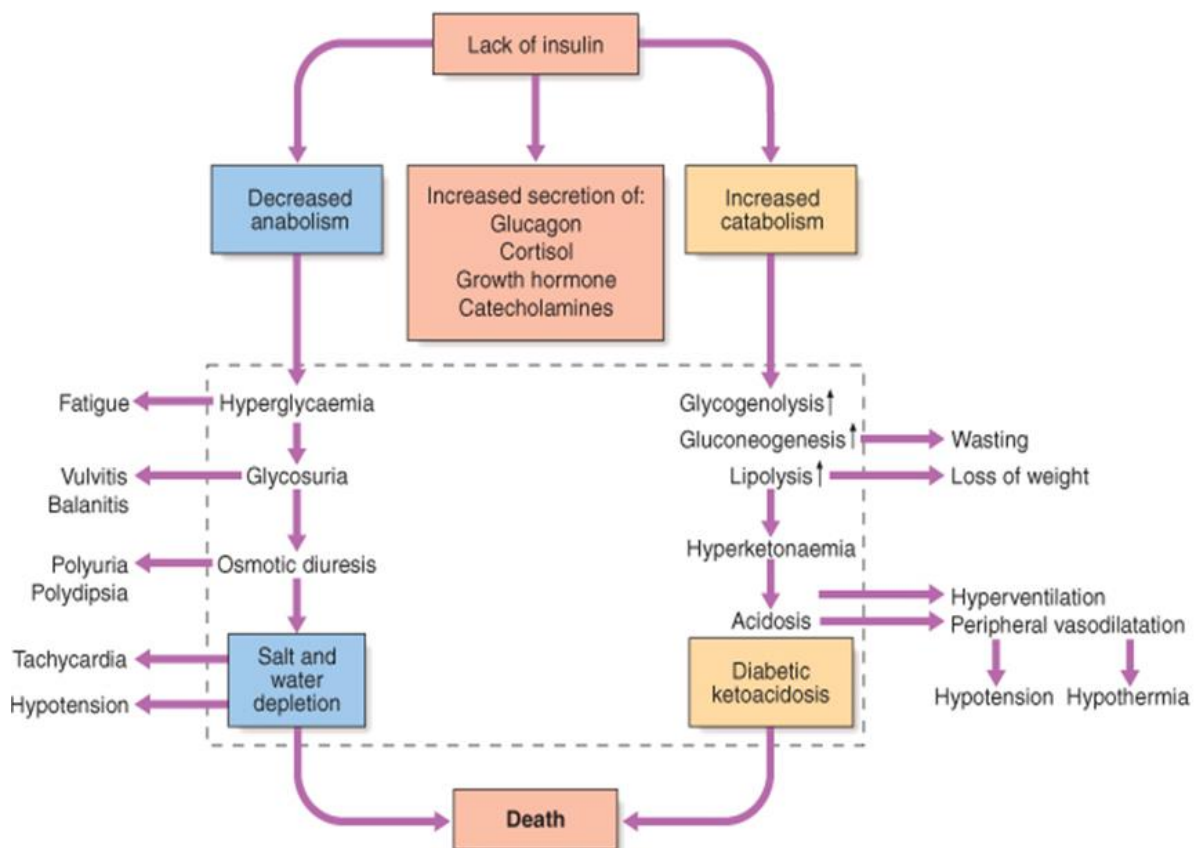 Lack of insulin
Decreased
anabolism
Increased secretion of:
Glucagon
Cortisol
Growth hormone
Catecholamines
Increased
catabolism
Fatigue
Hyperglycaemia
Vulvitis
Balanitis
Glycosuria
Polyuria
Polydipsia
Osmotic diuresis
Tachycardia
Hypotension
Salt and
water
depletion
Glycogenolysis↑
Gluconeogenesis↑
Wasting
Lipolysis↑
Loss of weight
Hyperketonaemia
Acidosis
Hyperventilation
Peripheral vasodilatation
Hypotension
Hypothermia
Diabetic
ketoacidosis
Death